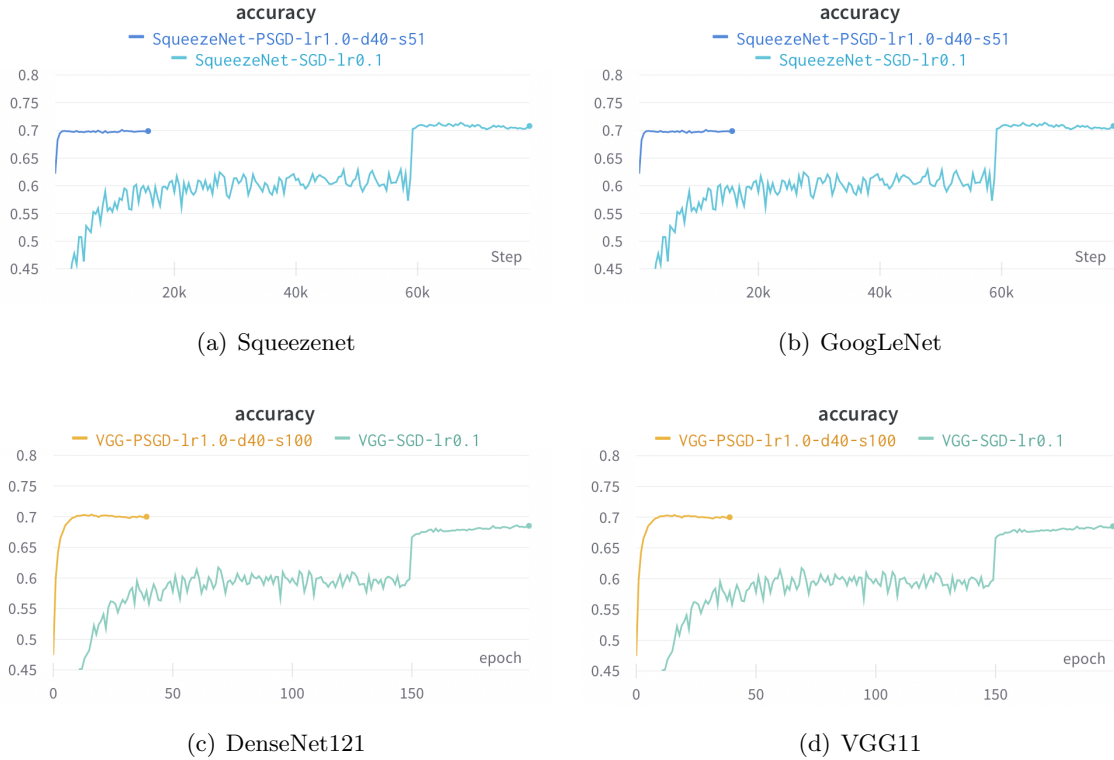 accuracy
SqueezeNet-PSGD-lr1.0-d40-s51
SqueezeNet-SGD-lr0.1
0.8
0.75
0.7
0.65
0.6
0.55
0.5
0.45
Step
20k 40k 60k
(a) Squeezenet
accuracy
SqueezeNet-PSGD-lr1.0-d40-s51
SqueezeNet-SGD-lr0.1
0.8
0.75
0.7
0.65
0.6
0.55
0.5
0.45
Step
20k 40k 60k
(b) GoogLeNet
accuracy
VGG-PSGD-lr1.0-d40-s100 VGG-SGD-lr0.1
0.8
0.75
0.7
0.65
0.6
0.55
0.5
0.45
epoch
0 50 100 150
(c) DenseNet121
accuracy
VGG-PSGD-lr1.0-d40-s100 VGG-SGD-lr0.1
0.8
0.75
0.7
0.65
0.6
0.55
0.5
0.45
epoch
0 50 100 150
(d) VGG11